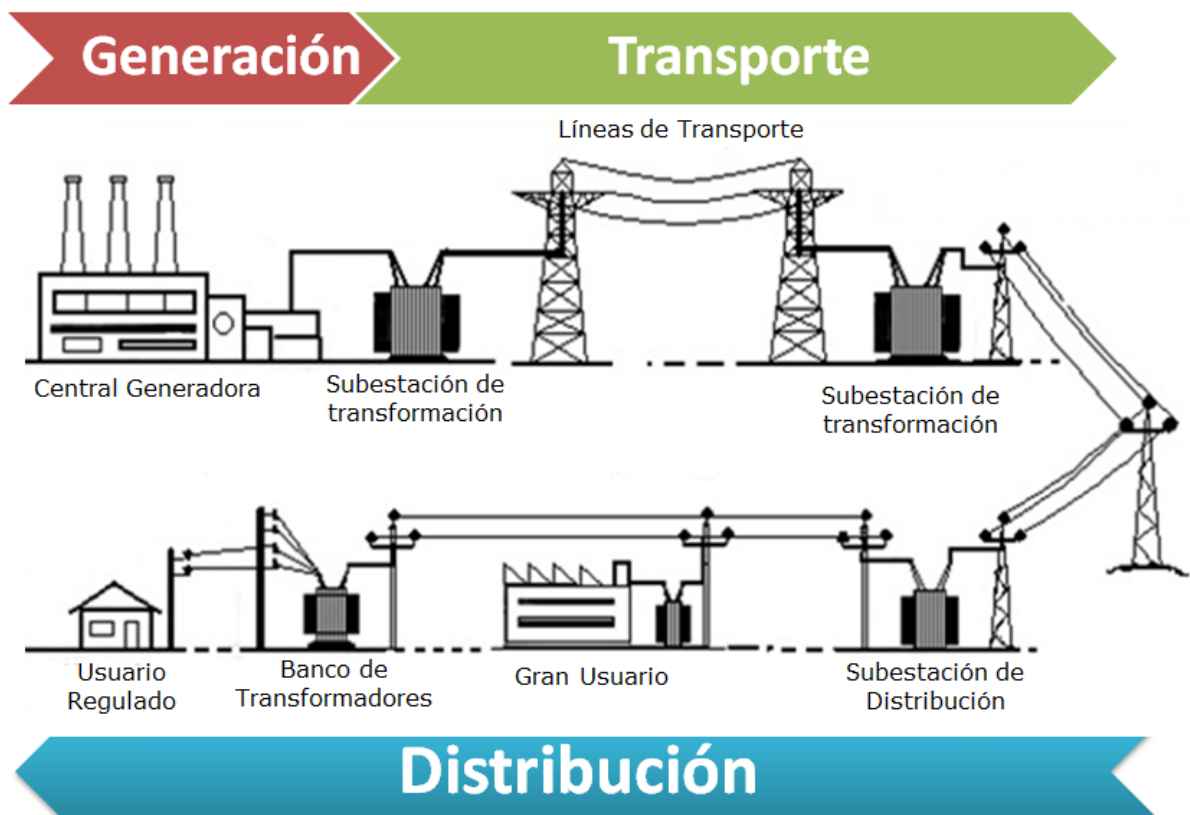 Generación
Transporte
Líneas de Transporte
Central Generadora
Subestación de
transformación
Subestación de
transformación
Usuario
Regulado
Banco de
Transformadores
Gran Usuario
Subestación de
Distribución
Distribución